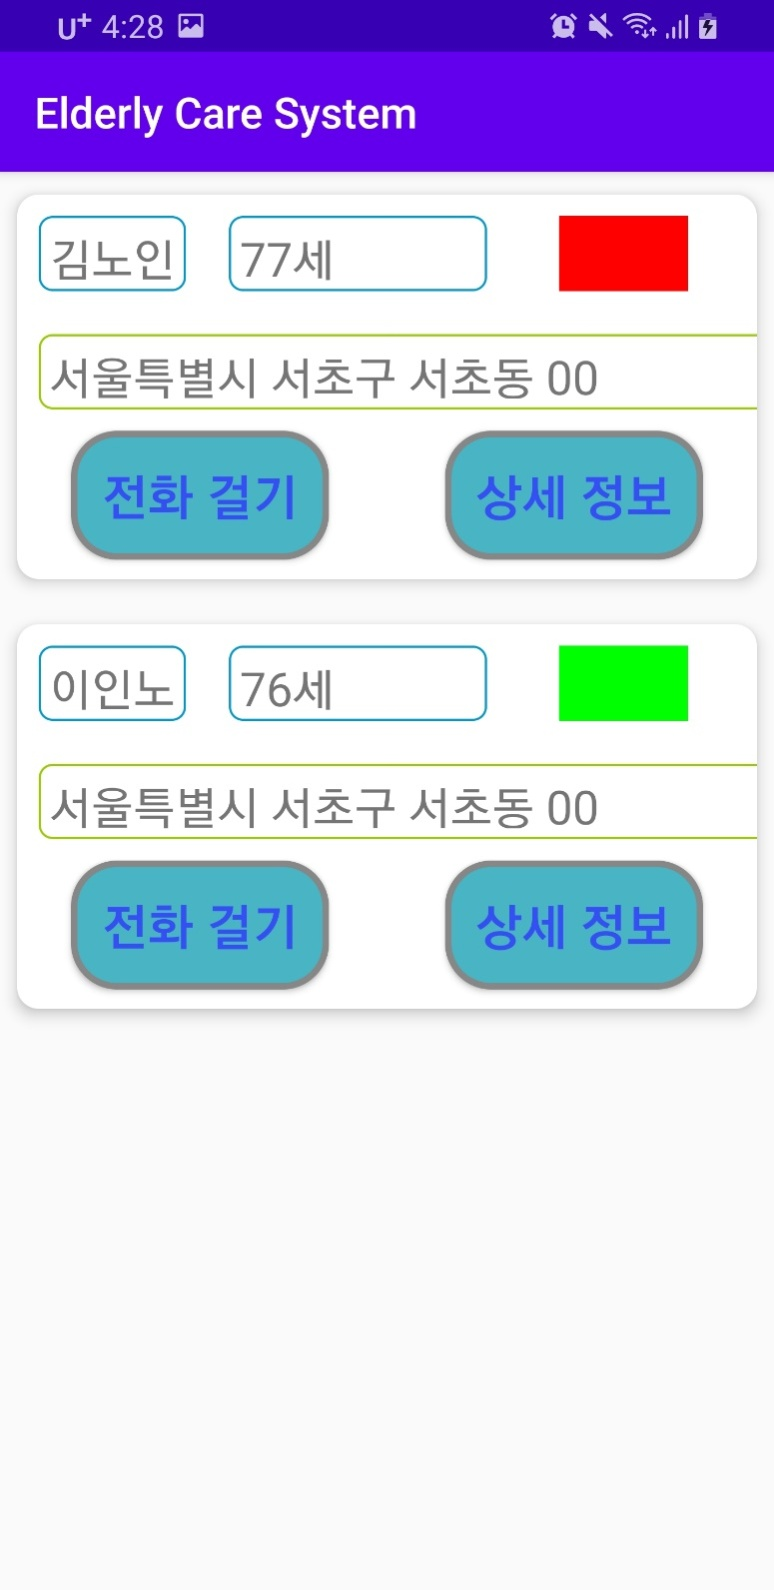 U+ 4:28
Elderly Care System
김노인 77세
서울특별시 서초구 서초동 00
전화 걸기 상세 정보
이인노 76세
서울특별시 서초구 서초동 00
전화 걸기 상세 정보